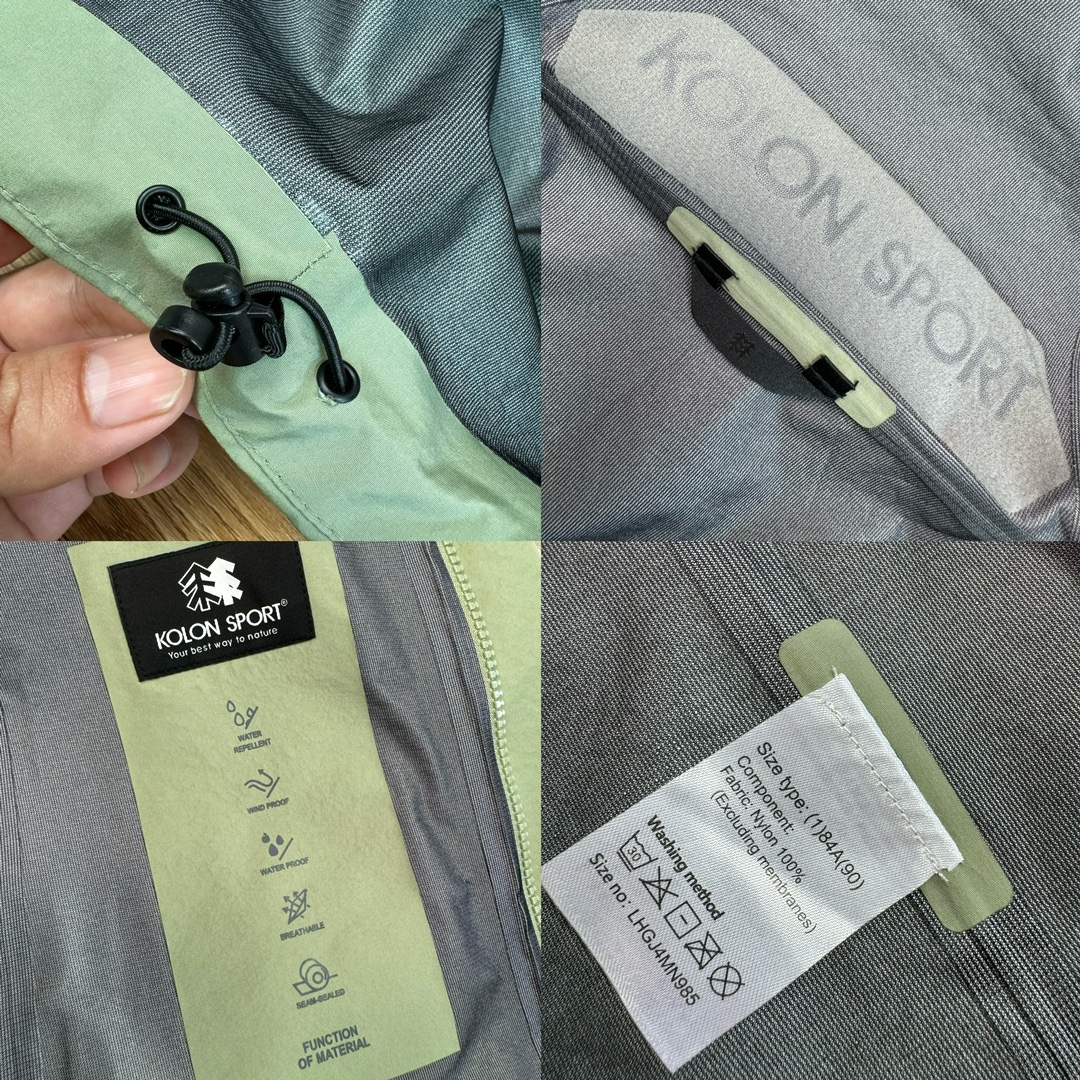 KOLON SPORT
KOLON SPORT®
Your best way to nature
WATER
REPELLENT
WIND PROOF
WATER PROOF
BREATHABLE
SEAM-SEALED
FUNCTION
OF MATERIAL
Size type: (1)84A(90)
Component:
Fabric: Nylon 100%
(Excluding membranes)
Washing method
30
Size no: LHGJ4MN985